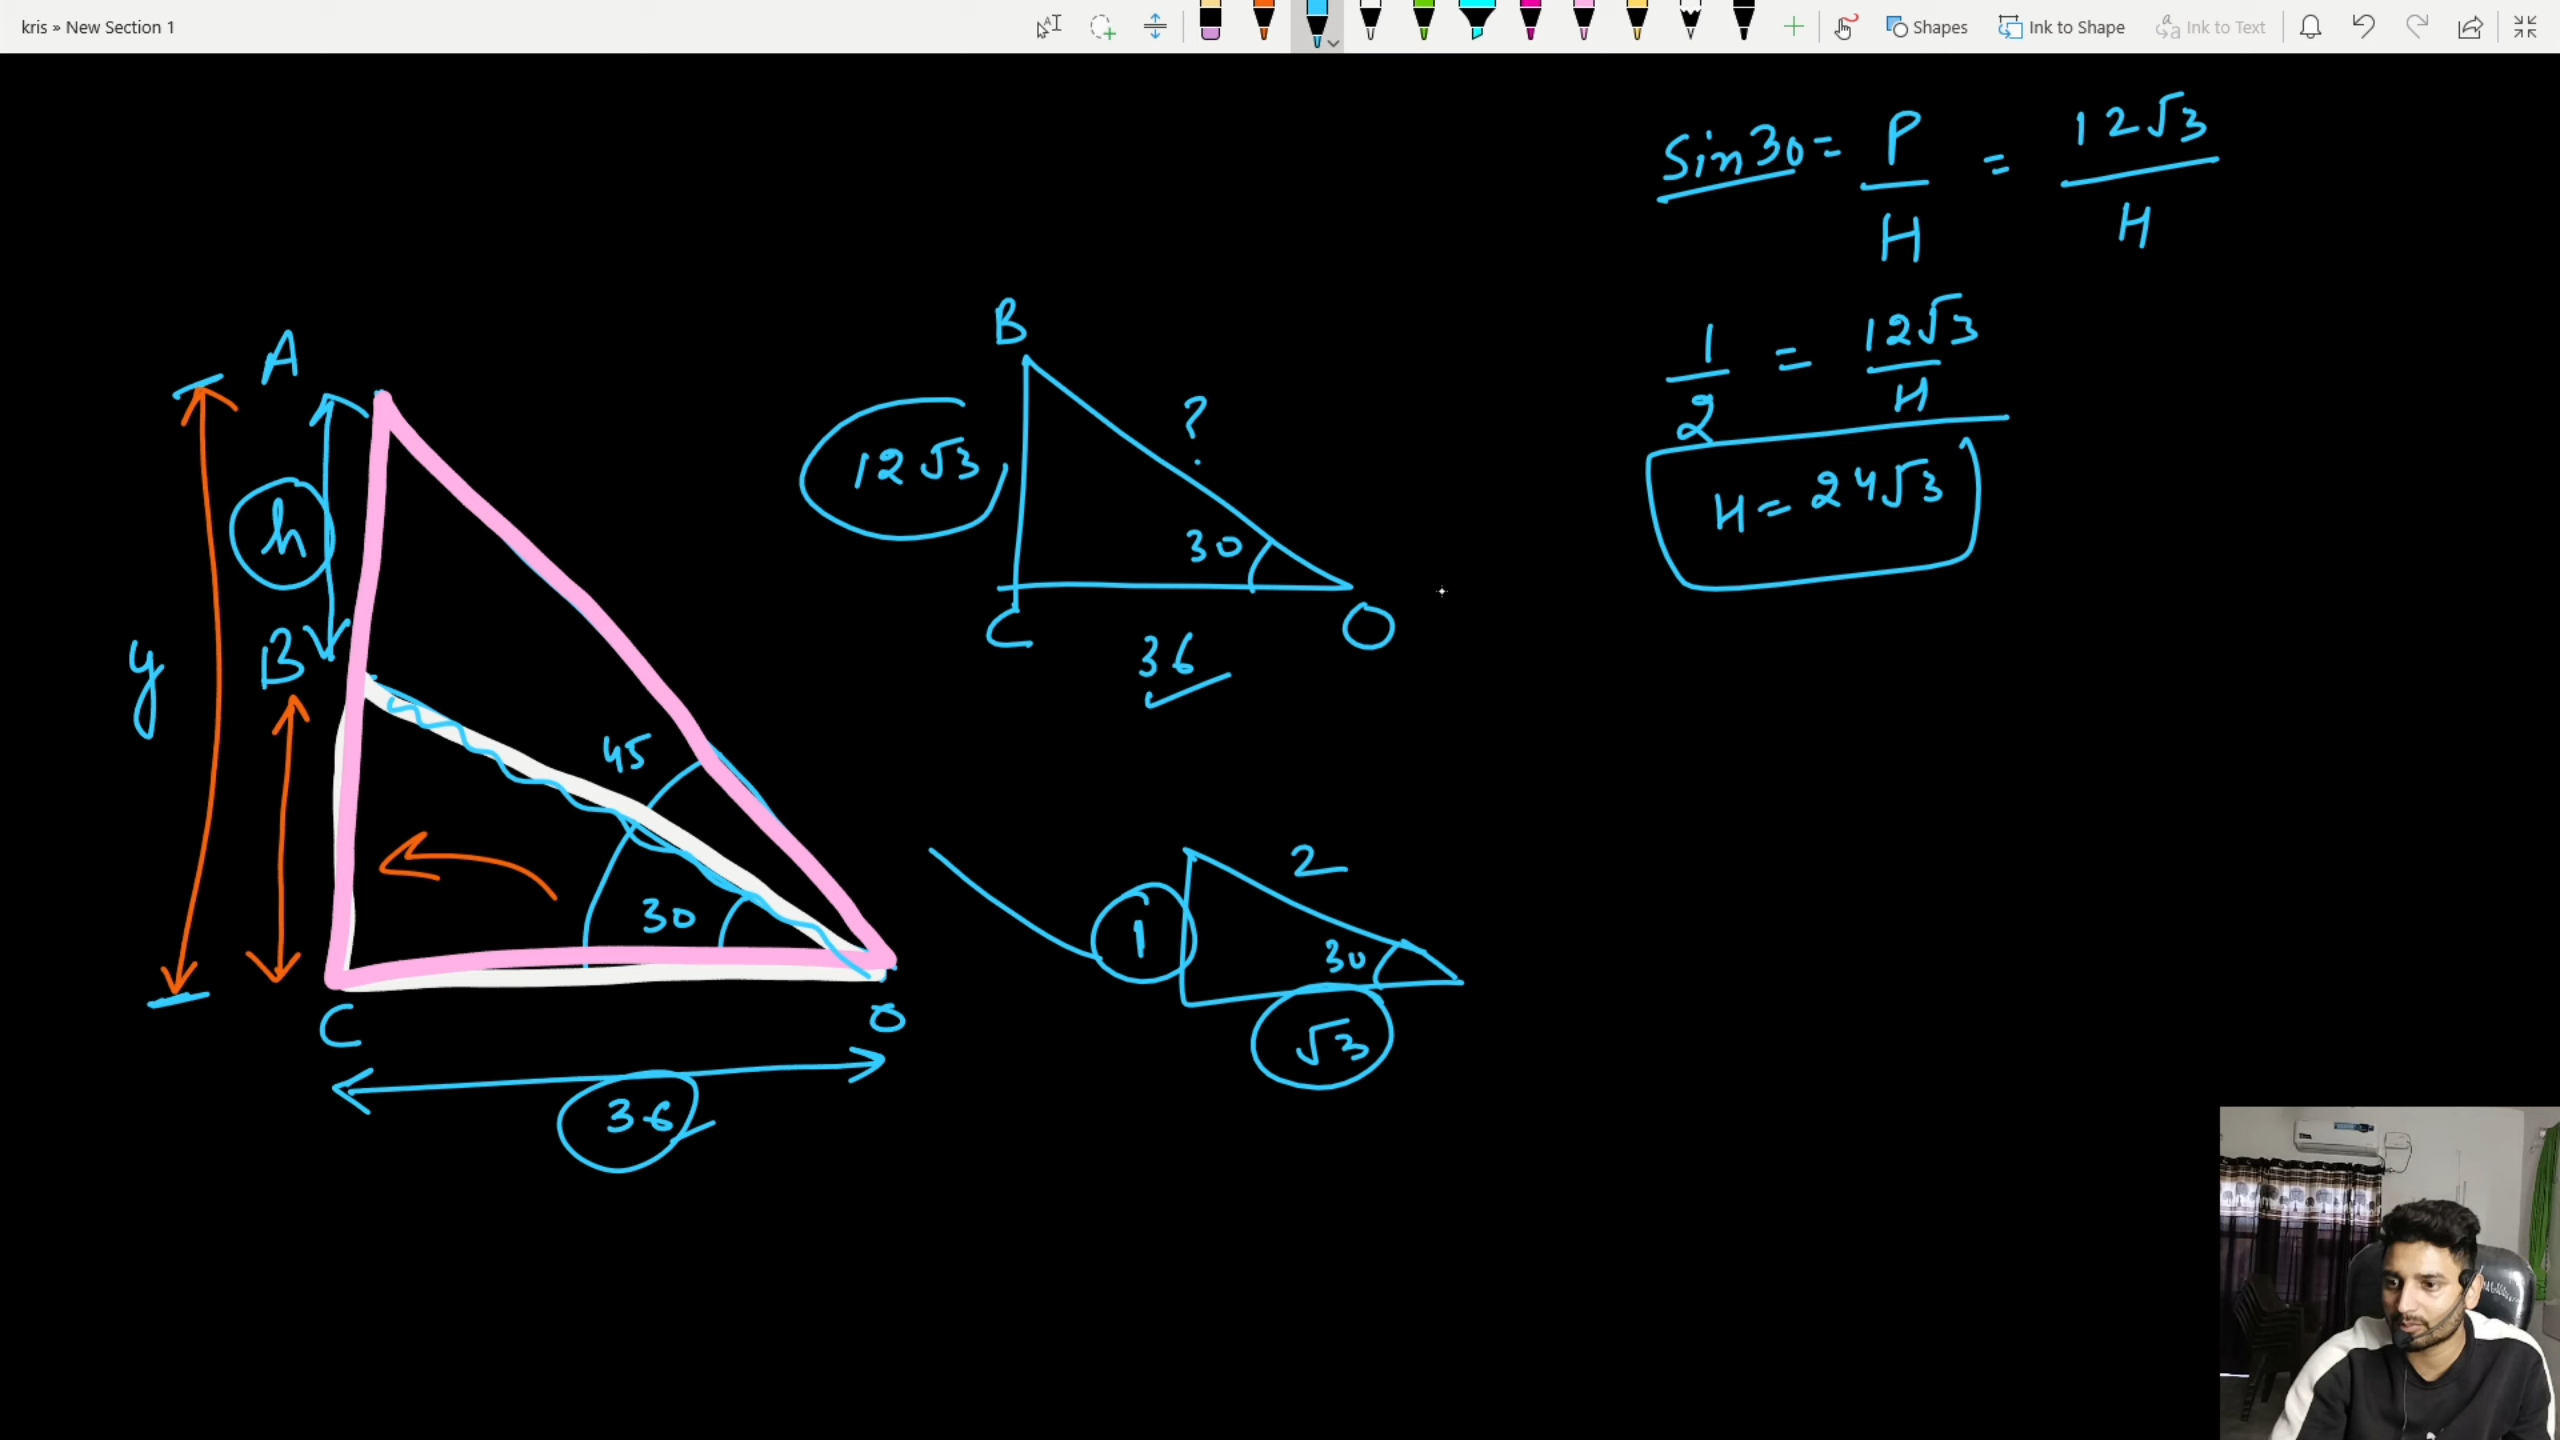 kris » New Section 1
Shapes
Ink to Shape
Ink to Text
Sin30 = P/H = 12√3/H
1/2 = 12√3/H
H = 24√3
A
h
B
y
45
30
C
O
36
B
?
12√3
30
C
O
36
2
1
30
√3